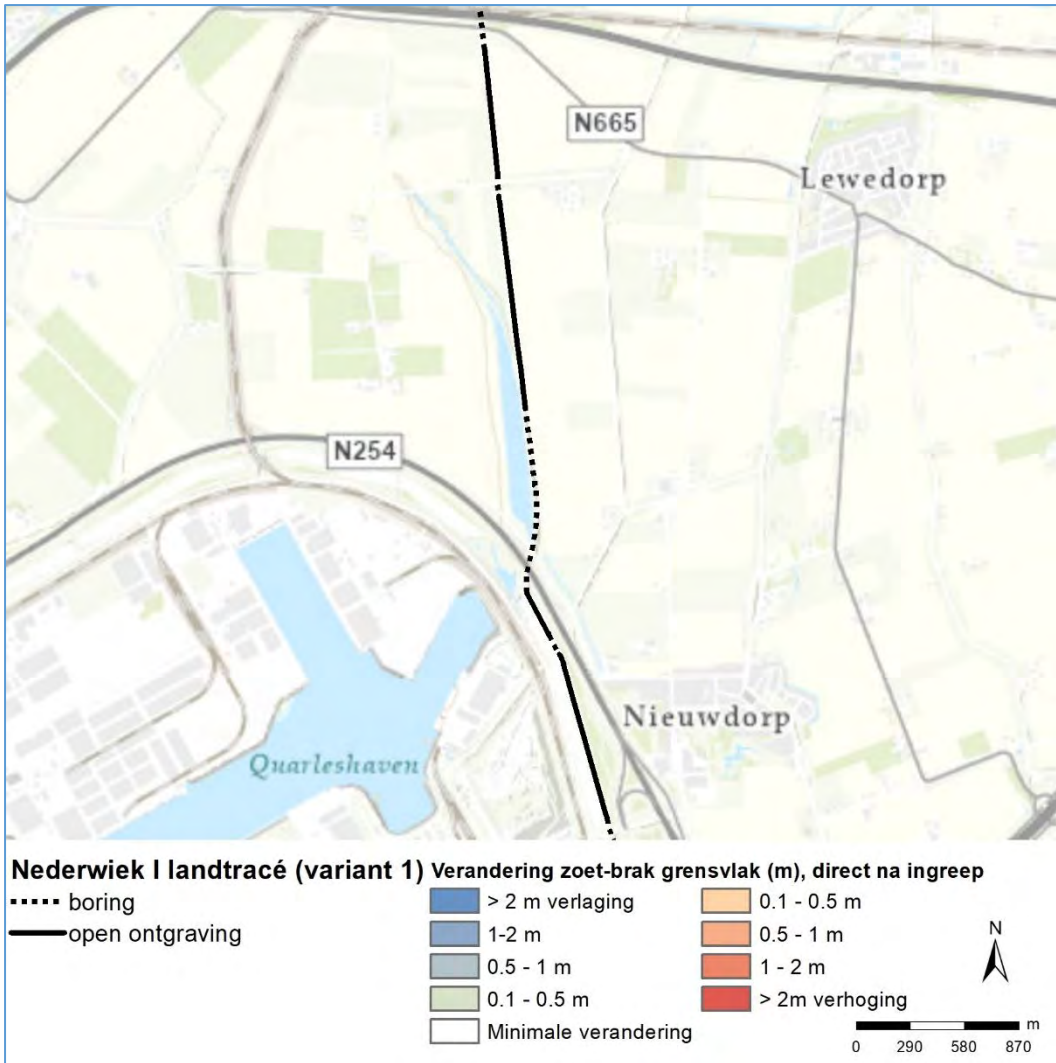 N665
Lewedorp
N254
Nieuwdorp
Quarleshaven
Nederwiek I landtracé (variant 1)
boring
open ontgraving
Verandering zoet-brak grensvlak (m), direct na ingreep
> 2 m verlaging
1-2 m
0.5 - 1 m
0.1 - 0.5 m
Minimale verandering
0.1 - 0.5 m
0.5 - 1 m
1 - 2 m
> 2m verhoging
N
m
0 290 580 870